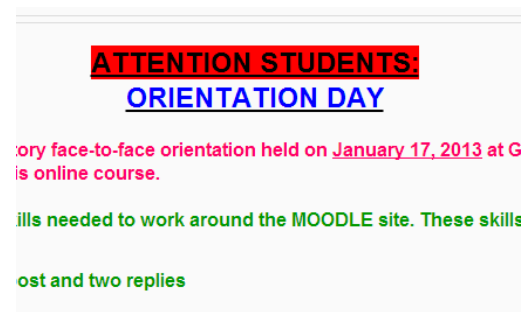 ATTENTION STUDENTS:
ORIENTATION DAY
tory face-to-face orientation held on January 17, 2013 at G
is online course.
ills needed to work around the MOODLE site. These skills
ost and two replies